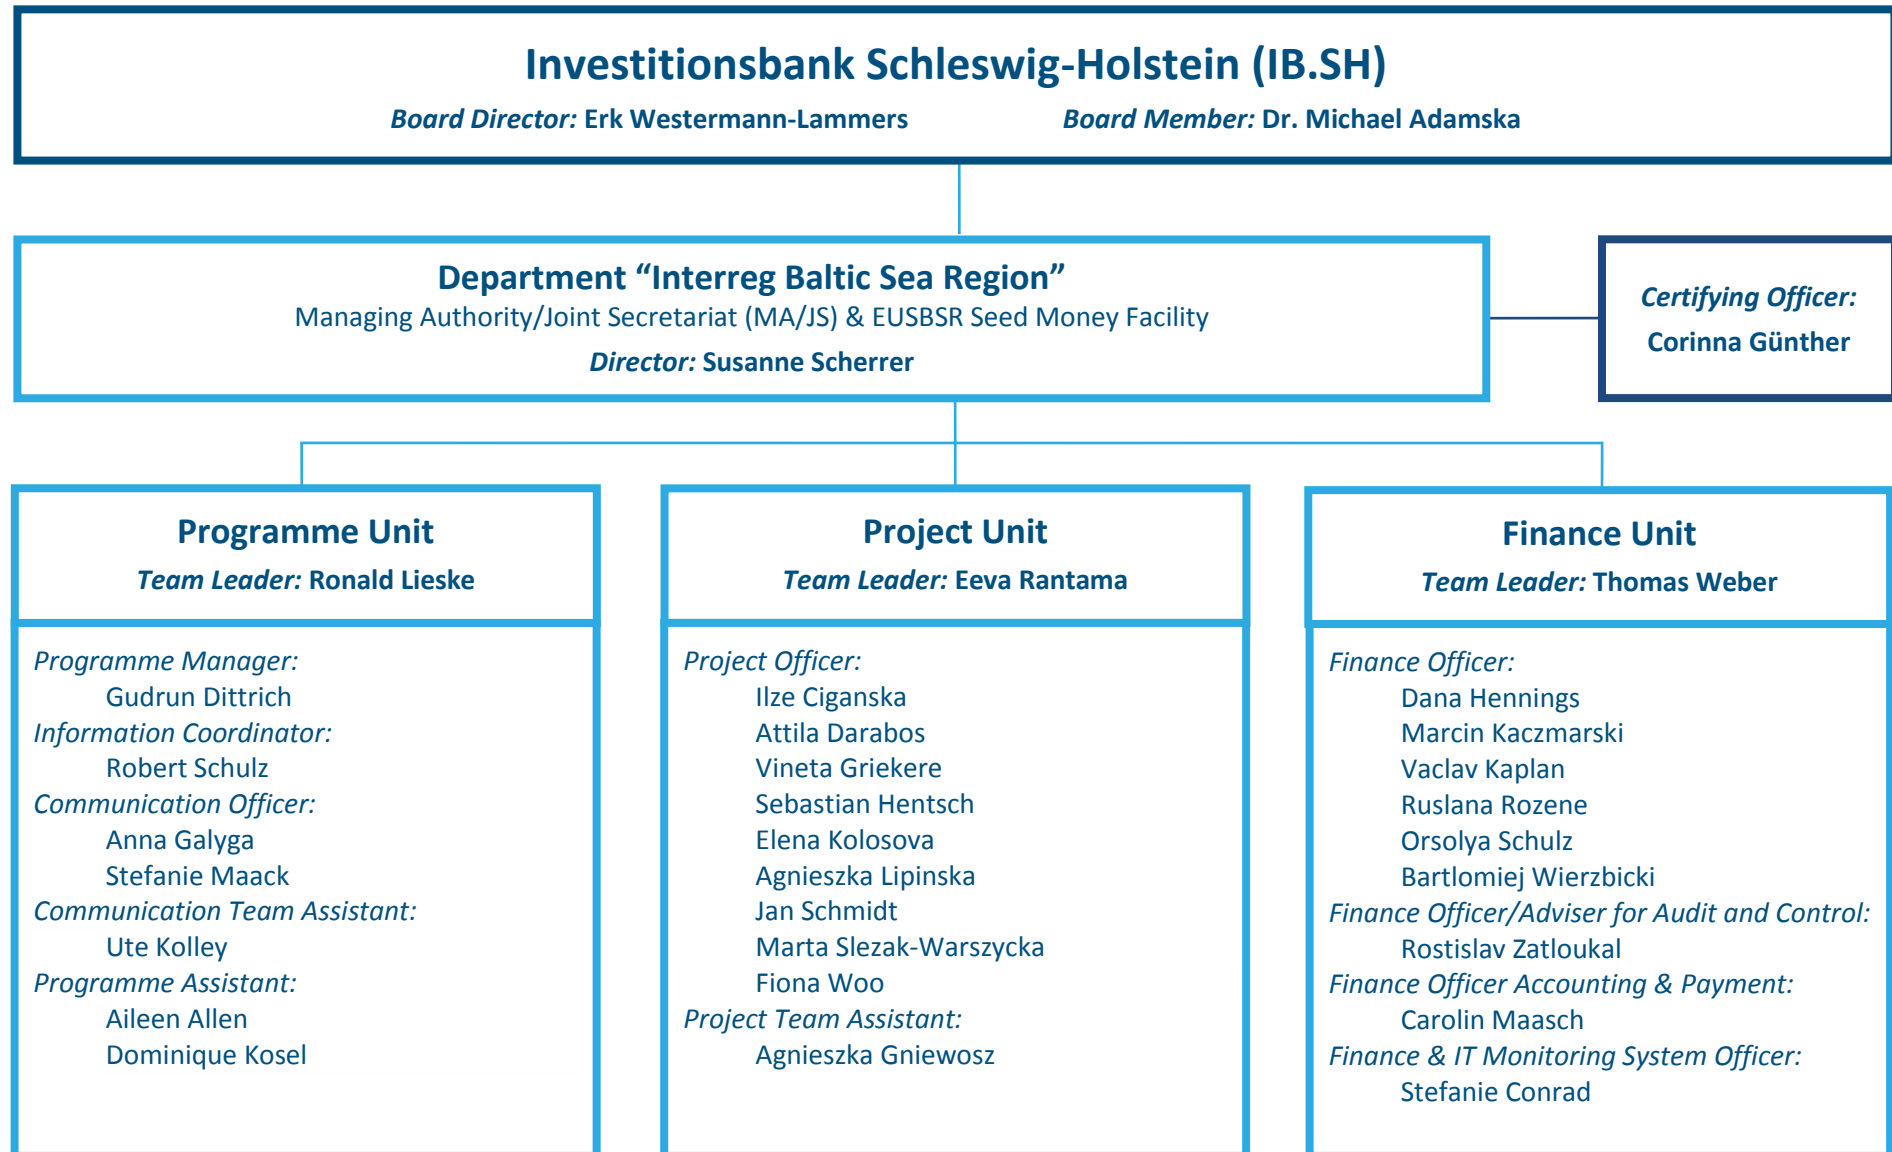 Investitionsbank Schleswig-Holstein (IB.SH)
Board Director: Erk Westermann-Lammers Board Member: Dr. Michael Adamska
Department “Interreg Baltic Sea Region”
Managing Authority/Joint Secretariat (MA/JS) & EUSBSR Seed Money Facility
Director: Susanne Scherrer
Certifying Officer:
Corinna Günther
Programme Unit
Team Leader: Ronald Lieske
Programme Manager:
Gudrun Dittrich
Information Coordinator:
Robert Schulz
Communication Officer:
Anna Galyga
Stefanie Maack
Communication Team Assistant:
Ute Kolley
Programme Assistant:
Aileen Allen
Dominique Kosel
Project Unit
Team Leader: Eeva Rantama
Project Officer:
Ilze Ciganska
Attila Darabos
Vineta Griekere
Sebastian Hentsch
Elena Kolosova
Agnieszka Lipinska
Jan Schmidt
Marta Slezak-Warszycka
Fiona Woo
Project Team Assistant:
Agnieszka Gniewosz
Finance Unit
Team Leader: Thomas Weber
Finance Officer:
Dana Hennings
Marcin Kaczmarski
Vaclav Kaplan
Ruslana Rozene
Orsolya Schulz
Bartlomiej Wierzbicki
Finance Officer/Adviser for Audit and Control:
Rostislav Zatloukal
Finance Officer Accounting & Payment:
Carolin Maasch
Finance & IT Monitoring System Officer:
Stefanie Conrad